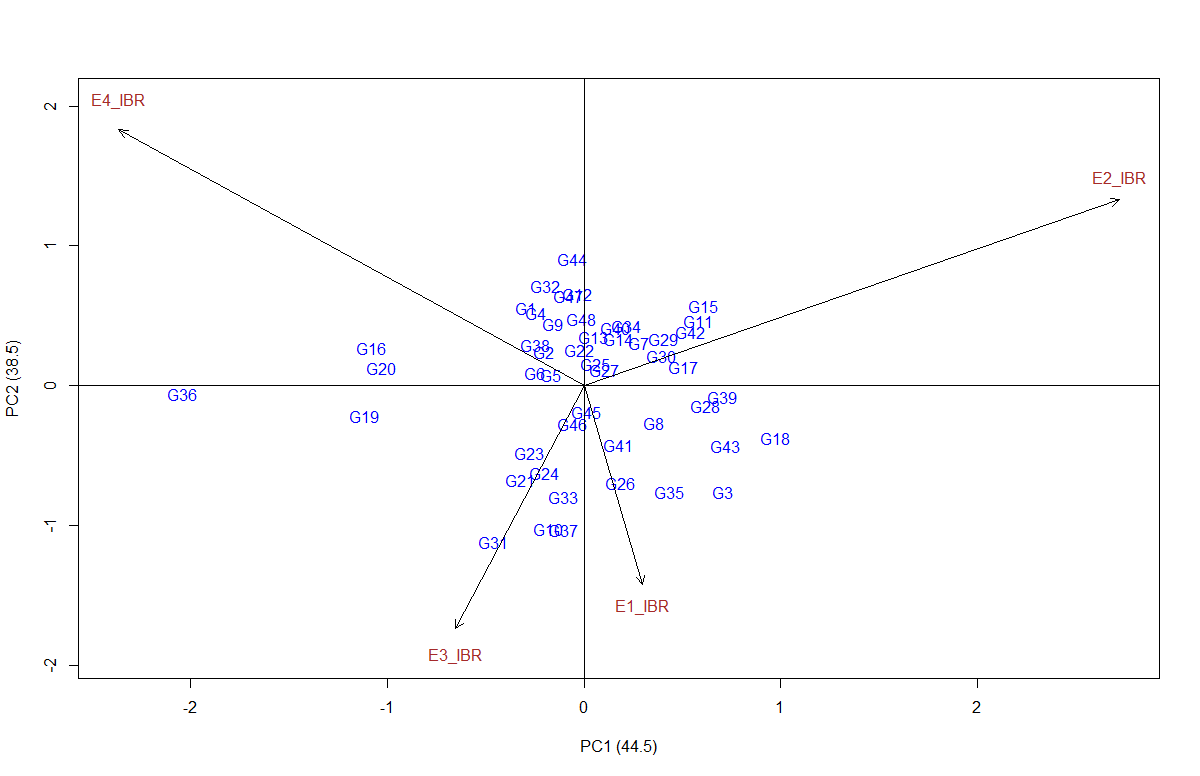 2
E4_IBR
E2_IBR
1
G44
G32
G47
G12
G1
G4
G15
G9
G48
G40
G34
G11
G42
G13
G14
G7
G29
G16
G38
G2
G22
G30
G20
G6
G5
G25
G27
G17
0
G36
G39
G28
G19
G45
G46
G8
G18
G41
G43
G23
G24
G21
G26
G33
G35
G3
-1
G10
G37
G31
E1_IBR
E3_IBR
-2
PC2 (38.5)
-2 -1 0 1 2
PC1 (44.5)